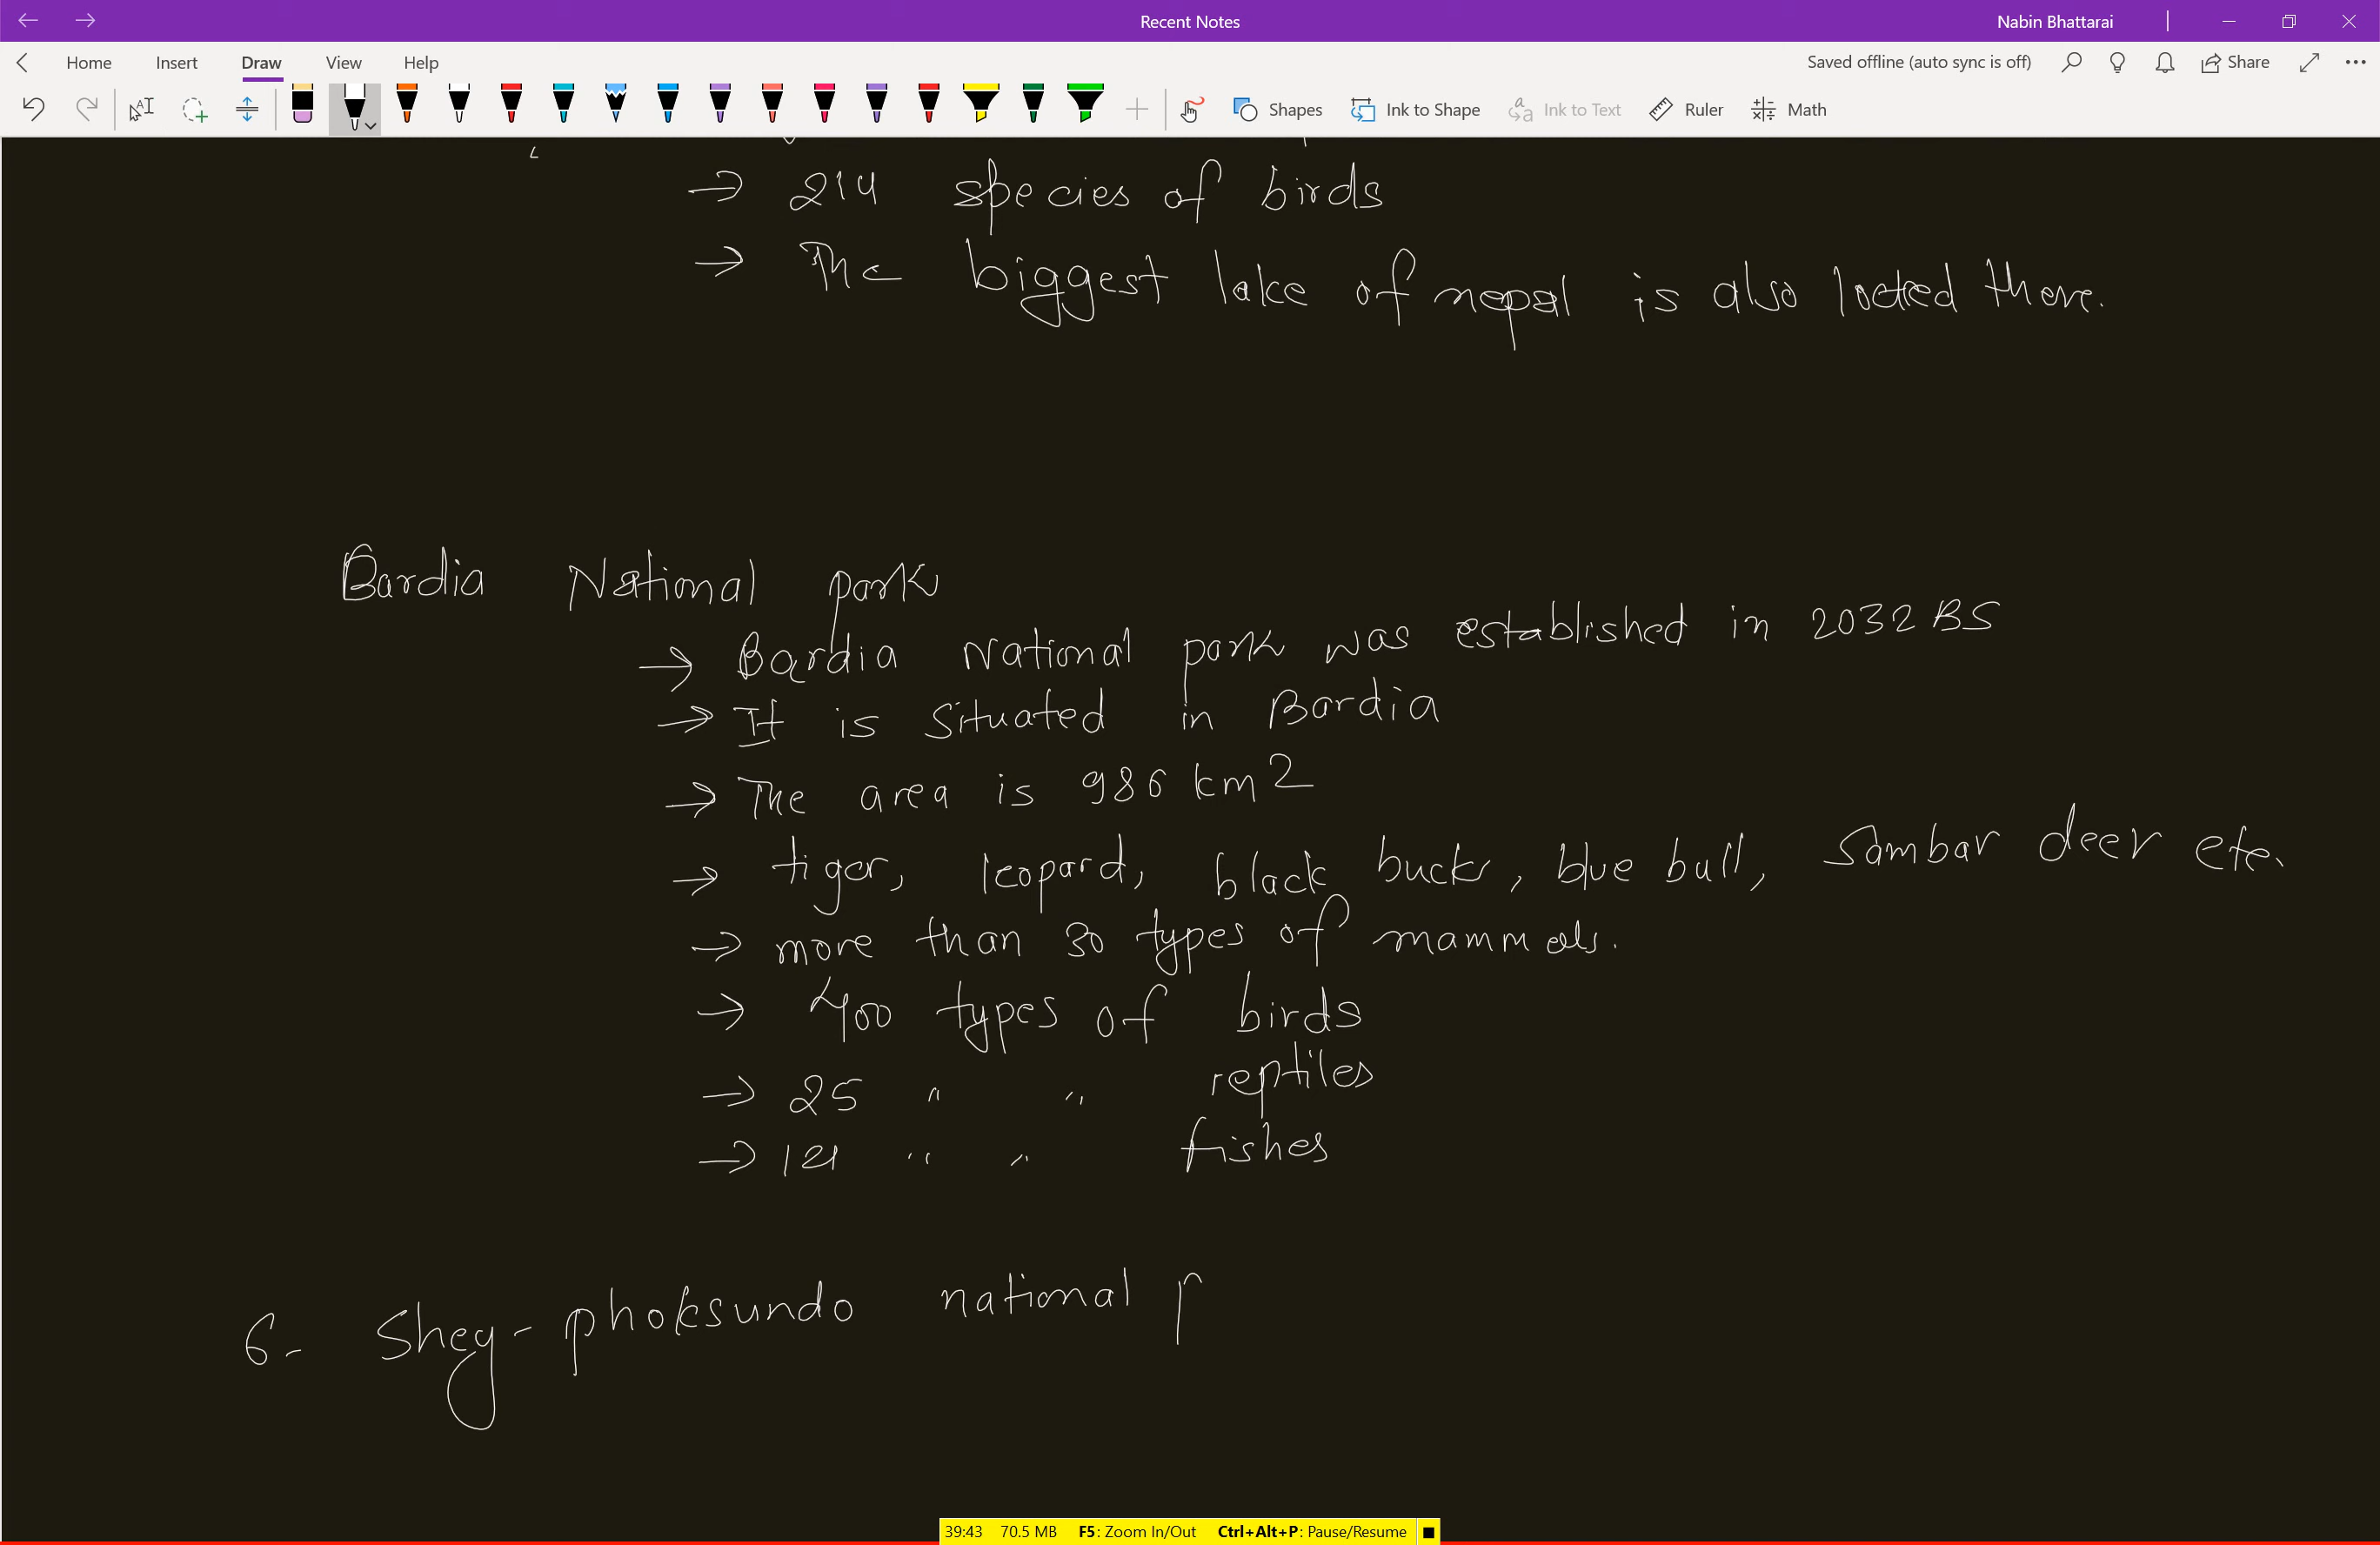 Recent Notes
Nabin Bhattarai
Home Insert Draw View Help
Saved offline (auto sync is off)
Share
Shapes
Ink to Shape
Ink to Text
Ruler
Math
→ 214 species of birds
→ The biggest lake of nepal is also locted there.
Bardia National park
→ Bardia National park was established in 2032 BS
→ It is situated in Bardia
→ The area is 986 km2
→ tiger, leopard, black buck, blue bull, sambar deer etc.
→ more than 30 types of mammals.
→ 400 types of birds
→ 25 " " reptiles
→ 121 " " fishes
6. Shey-phoksundo national p
39:43 70.5 MB F5: Zoom In/Out Ctrl+Alt+P: Pause/Resume